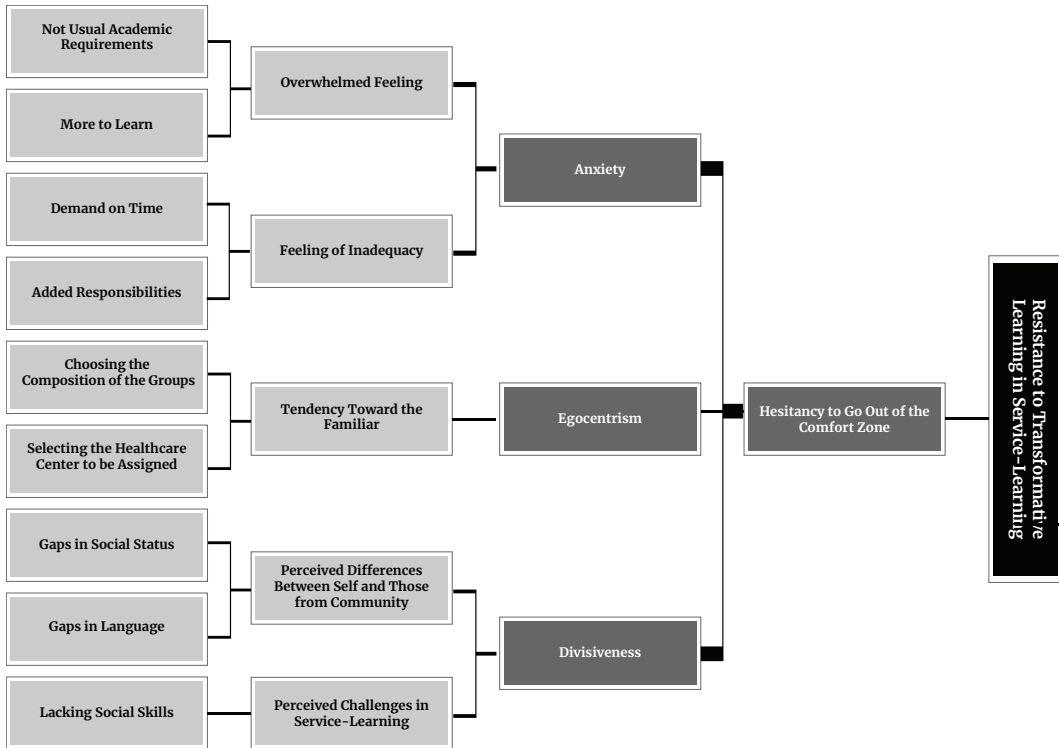 Not Usual Academic
Requirements
More to Learn
Demand on Time
Added Responsibilities
Choosing the
Composition of the Groups
Selecting the Healthcare
Center to be Assigned
Gaps in Social Status
Gaps in Language
Lacking Social Skills
Overwhelmed Feeling
Feeling of Inadequacy
Tendency Toward the
Familiar
Perceived Differences
Between Self and Those
from Community
Perceived Challenges in
Service-Learning
Anxiety
Egocentrism
Divisiveness
Hesitancy to Go Out of the
Comfort Zone
Resistance to Transformative
Learning in Service-Learning